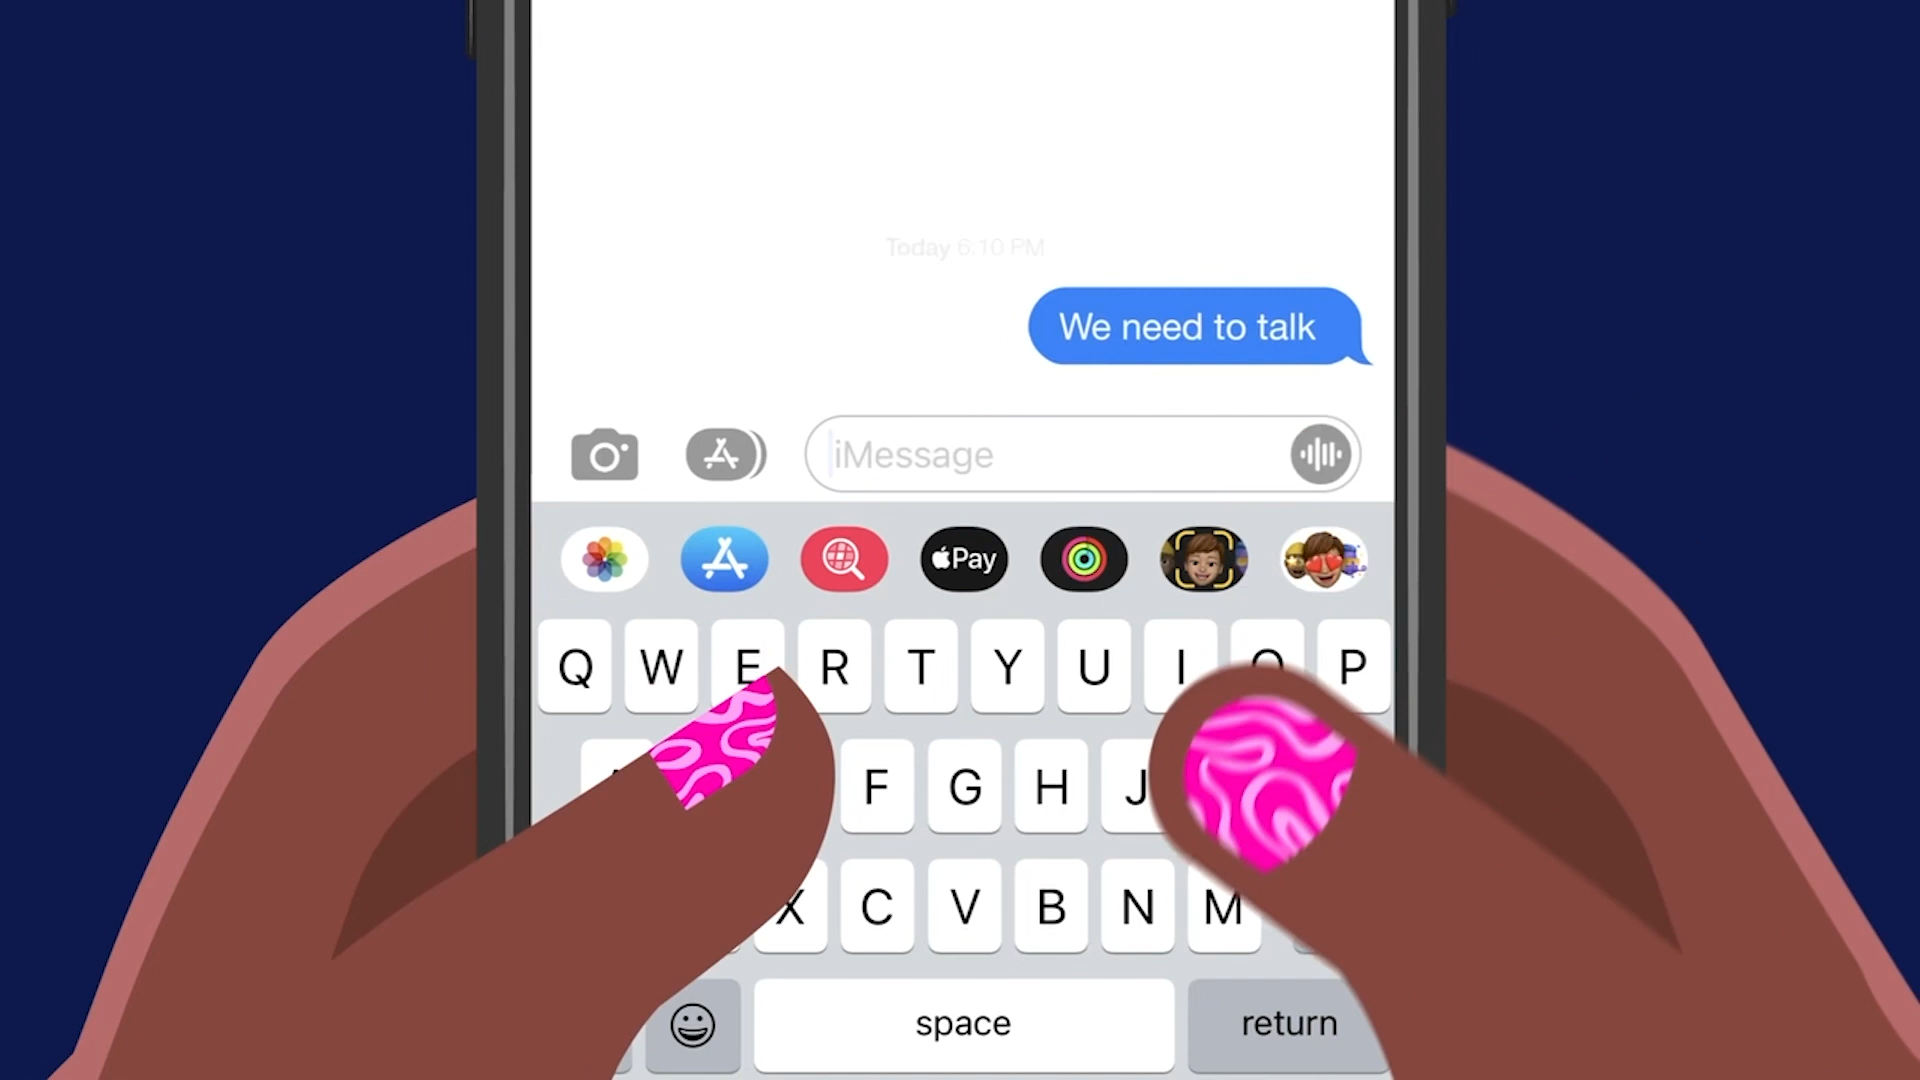 Today 6:10 PM
We need to talk
iMessage
Pay
Q W E R T Y U I O P
F G H J
X C V B N M
space
return